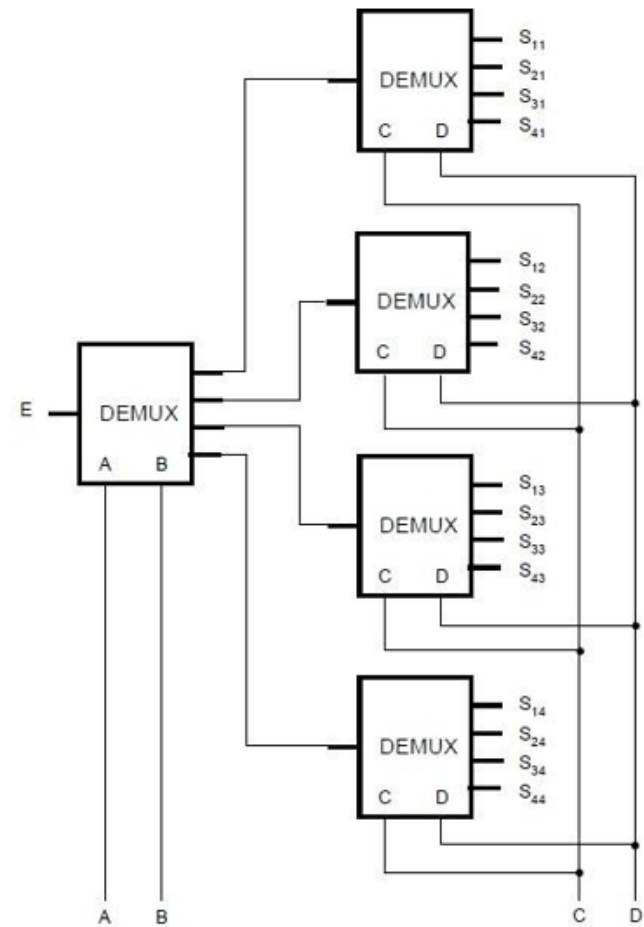 DEMUX
C D
S11
S21
S31
S41
DEMUX
C D
S12
S22
S32
S42
E
DEMUX
A B
DEMUX
C D
S13
S23
S33
S43
DEMUX
C D
S14
S24
S34
S44
A B C D